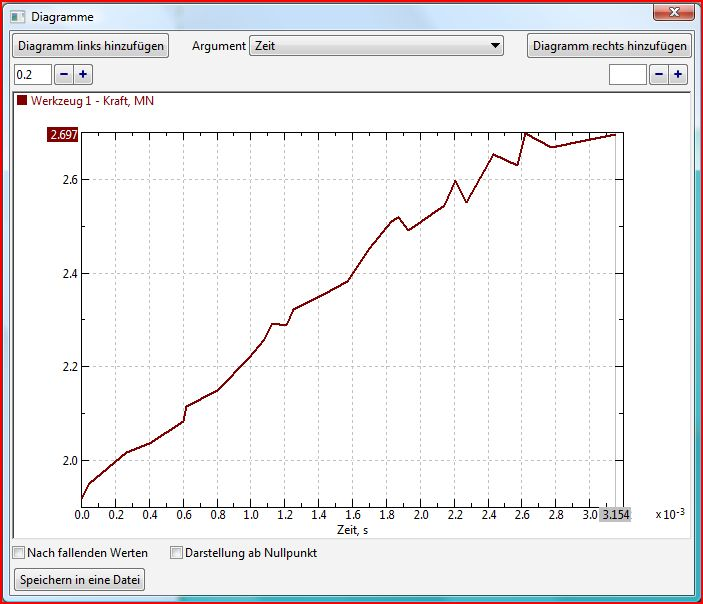 Diagramme
Diagramm links hinzufügen Argument Zeit Diagramm rechts hinzufügen
0.2 − + − +
Werkzeug 1 - Kraft, MN
2.697
2.6
2.4
2.2
2.0
0.0 0.2 0.4 0.6 0.8 1.0 1.2 1.4 1.6 1.8 2.0 2.2 2.4 2.6 2.8 3.0 3.154 x 10-3
Zeit, s
Nach fallenden Werten Darstellung ab Nullpunkt
Speichern in eine Datei